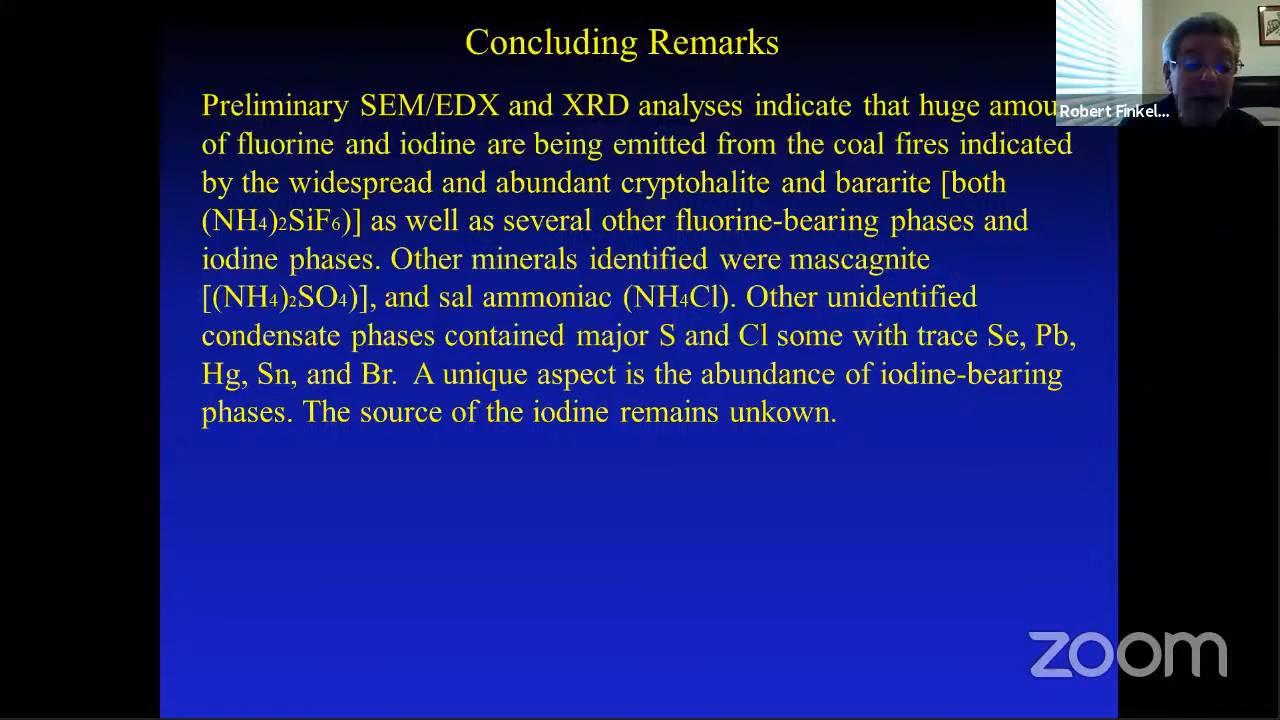 Concluding Remarks
Preliminary SEM/EDX and XRD analyses indicate that huge amou
of fluorine and iodine are being emitted from the coal fires indicated
by the widespread and abundant cryptohalite and bararite [both
(NH4)2SiF6)] as well as several other fluorine-bearing phases and
iodine phases. Other minerals identified were mascagnite
[(NH4)2SO4)], and sal ammoniac (NH4Cl). Other unidentified
condensate phases contained major S and Cl some with trace Se, Pb,
Hg, Sn, and Br.  A unique aspect is the abundance of iodine-bearing
phases. The source of the iodine remains unkown.
Robert Finkel...
zoom